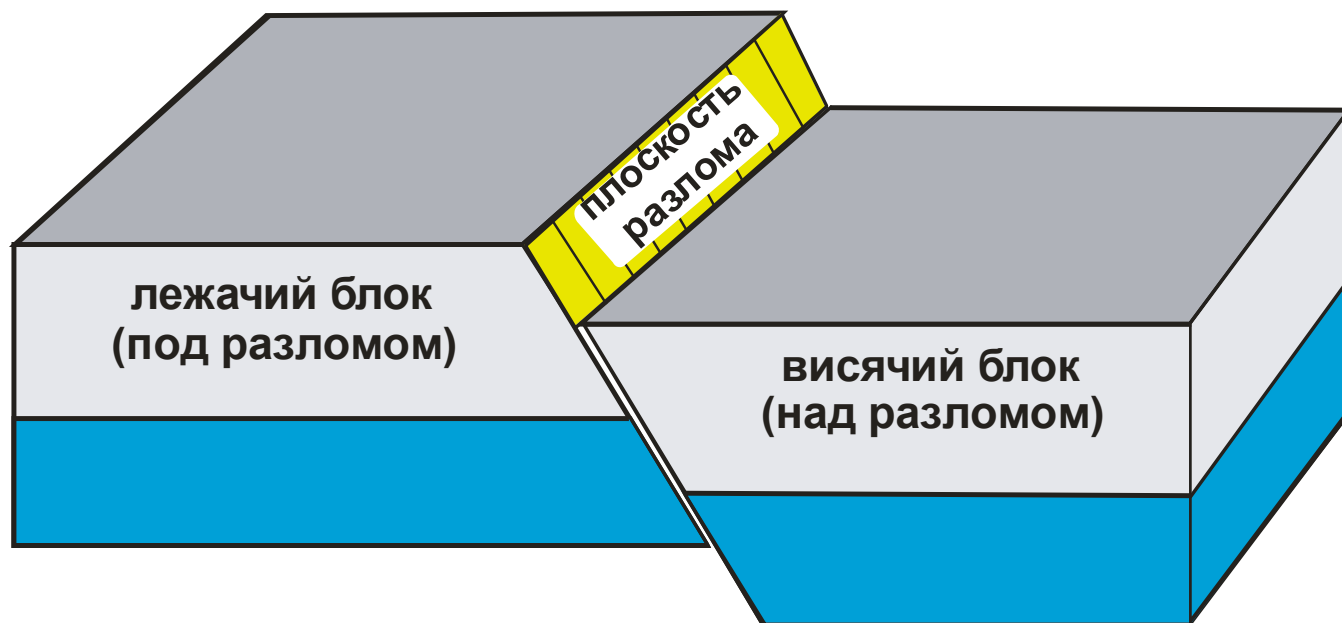 плоскость
разлома
лежачий блок
(под разломом)
висячий блок
(над разломом)